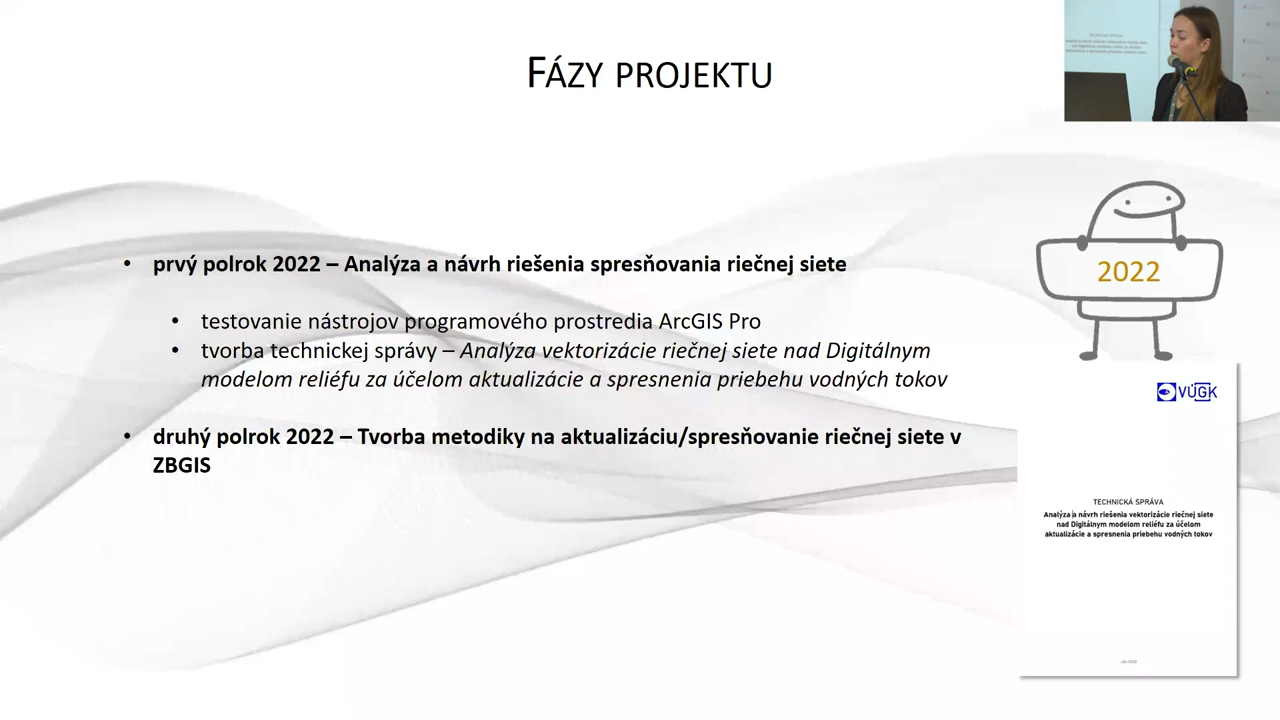 FÁZY PROJEKTU
• prvý polrok 2022 – Analýza a návrh riešenia spresňovania riečnej siete
• testovanie nástrojov programového prostredia ArcGIS Pro
• tvorba technickej správy – Analýza vektorizácie riečnej siete nad Digitálnym
modelom reliéfu za účelom aktualizácie a spresnenia priebehu vodných tokov
• druhý polrok 2022 – Tvorba metodiky na aktualizáciu/spresňovanie riečnej siete v
ZBGIS
2022
VÚGK
TECHNICKÁ SPRÁVA
Analýza a návrh riešenia vektorizácie riečnej siete
nad Digitálnym modelom reliéfu za účelom
aktualizácie a spresnenia priebehu vodných tokov